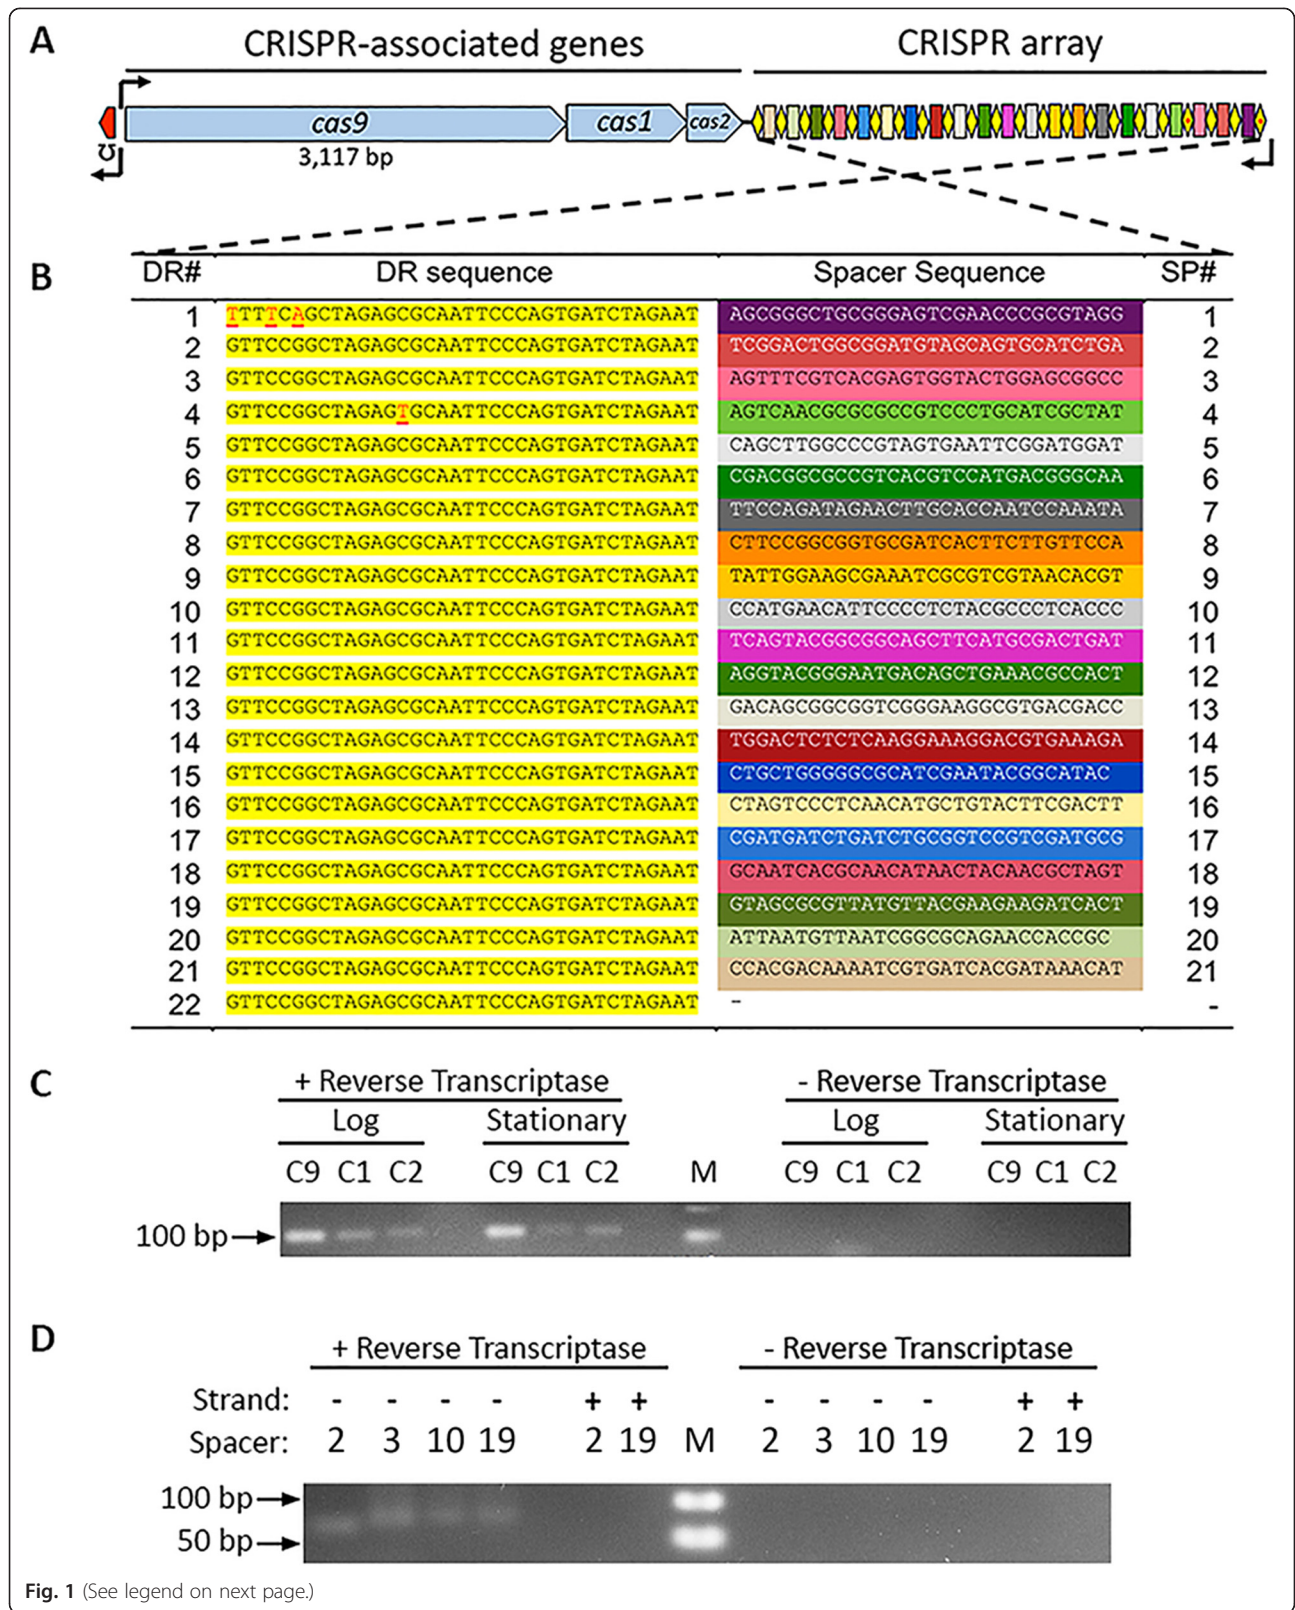 A
CRISPR-associated genes
CRISPR array
cas9
cas1
cas2
3,117 bp
B
DR# DR sequence Spacer Sequence SP#
1 TTTTCAGCTAGAGCGCAATTCCCAGTGATCTAGAAT AGCGGGCTGCGGGAGTCGAACCCGCGTAGG 1
2 GTTCCGGCTAGAGCGCAATTCCCAGTGATCTAGAAT TCGGACTGGCGGATGTAGCAGTGCATCTGA 2
3 GTTCCGGCTAGAGCGCAATTCCCAGTGATCTAGAAT AGTTTCGTCACGAGTGGTACTGGAGCGGCC 3
4 GTTCCGGCTAGAGTGCAATTCCCAGTGATCTAGAAT AGTCAACGCGCGCCGTCCCTGCATCGCTAT 4
5 GTTCCGGCTAGAGCGCAATTCCCAGTGATCTAGAAT CAGCTTGGCCCGTAGTGAATTCGGATGGAT 5
6 GTTCCGGCTAGAGCGCAATTCCCAGTGATCTAGAAT CGACGGCGCCGTCACGTCCATGACGGGCAA 6
7 GTTCCGGCTAGAGCGCAATTCCCAGTGATCTAGAAT TTCCAGATAGAACTTGCACCAATCCAAATA 7
8 GTTCCGGCTAGAGCGCAATTCCCAGTGATCTAGAAT CTTCCGGCGGTGCGATCACTTCTTGTTCCA 8
9 GTTCCGGCTAGAGCGCAATTCCCAGTGATCTAGAAT TATTGGAAGCGAAATCGCGTCGTAACACGT 9
10 GTTCCGGCTAGAGCGCAATTCCCAGTGATCTAGAAT CCATGAACATTCCCCTCTACGCCCTCACCC 10
11 GTTCCGGCTAGAGCGCAATTCCCAGTGATCTAGAAT TCAGTACGGCGGCAGCTTCATGCGACTGAT 11
12 GTTCCGGCTAGAGCGCAATTCCCAGTGATCTAGAAT AGGTACGGGAATGACAGCTGAAACGCCACT 12
13 GTTCCGGCTAGAGCGCAATTCCCAGTGATCTAGAAT GACAGCGGCGGTCGGGAAGGCGTGACGACC 13
14 GTTCCGGCTAGAGCGCAATTCCCAGTGATCTAGAAT TGGACTCTCTCAAGGAAAGGACGTGAAAGA 14
15 GTTCCGGCTAGAGCGCAATTCCCAGTGATCTAGAAT CTGCTGGGGGCGCATCGAATACGGCATAC 15
16 GTTCCGGCTAGAGCGCAATTCCCAGTGATCTAGAAT CTAGTCCCTCAACATGCTGTACTTCGACTT 16
17 GTTCCGGCTAGAGCGCAATTCCCAGTGATCTAGAAT CGATGATCTGATCTGCGGTCCGTCGATGCG 17
18 GTTCCGGCTAGAGCGCAATTCCCAGTGATCTAGAAT GCAATCACGCAACATAACTACAACGCTAGT 18
19 GTTCCGGCTAGAGCGCAATTCCCAGTGATCTAGAAT GTAGCGCGTTATGTTACGAAGAAGATCACT 19
20 GTTCCGGCTAGAGCGCAATTCCCAGTGATCTAGAAT ATTAATGTTAATCGGCGCAGAACCACCGC 20
21 GTTCCGGCTAGAGCGCAATTCCCAGTGATCTAGAAT CCACGACAAAATCGTGATCACGATAAACAT 21
22 GTTCCGGCTAGAGCGCAATTCCCAGTGATCTAGAAT - -
C
+ Reverse Transcriptase - Reverse Transcriptase
Log Stationary Log Stationary
C9 C1 C2 C9 C1 C2 M C9 C1 C2 C9 C1 C2
100 bp
D
+ Reverse Transcriptase - Reverse Transcriptase
Strand: - - - - + + - - - - + +
Spacer: 2 3 10 19 2 19 M 2 3 10 19 2 19
100 bp
50 bp
Fig. 1 (See legend on next page.)